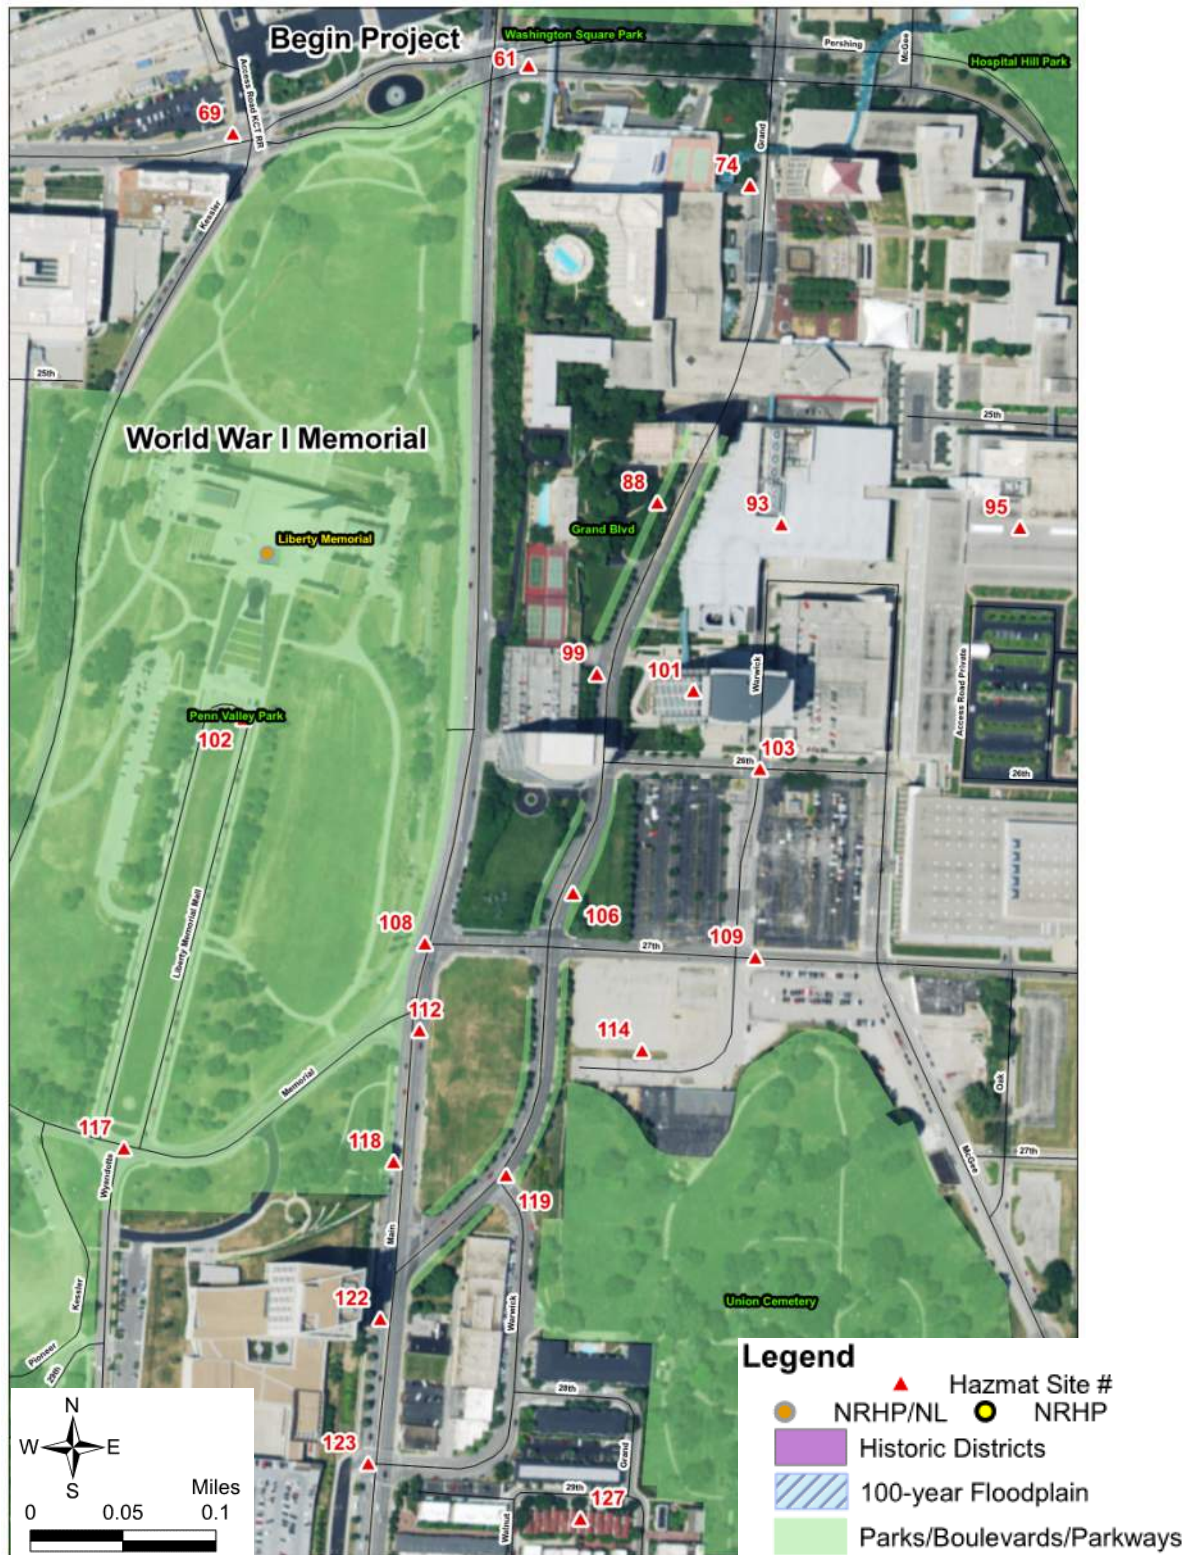 Begin Project
Washington Square Park
61
Pershing
McGee
Hospital Hill Park
69
Access Road KCT RR
Grand
74
Kessler
25th
25th
World War I Memorial
88
93
95
Grand Blvd
Liberty Memorial
99
101
Warwick
Access Road Private
Penn Valley Park
102
103
26th
26th
Liberty Memorial Mall
106
108
27th
109
112
114
Memorial
Oak
117
118
McGee
27th
Wyandotte
119
Main
Kessler
122
Warwick
Union Cemetery
Pioneer
29th
28th
Grand
123
29th
127
Walnut
N
W E
S
Miles
0 0.05 0.1
Legend
Hazmat Site #
NRHP/NL NRHP
Historic Districts
100-year Floodplain
Parks/Boulevards/Parkways